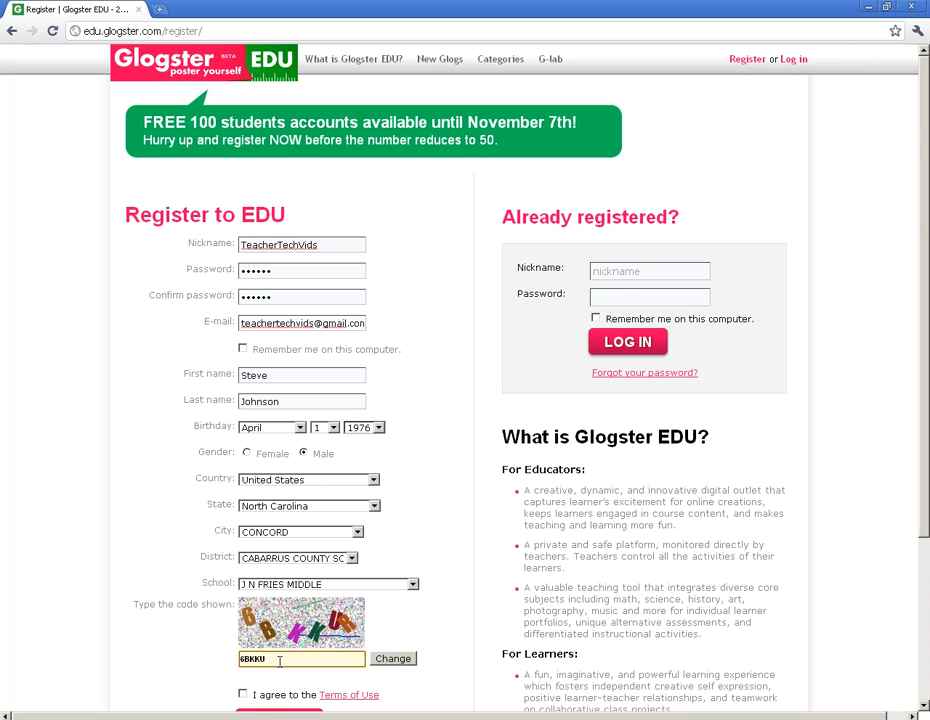 Register | Glogster EDU - 2...
edu.glogster.com/register/
Glogster BETA EDU
poster yourself
What is Glogster EDU? New Glogs Categories G-lab
Register or Log in
FREE 100 students accounts available until November 7th!
Hurry up and register NOW before the number reduces to 50.
Register to EDU
Nickname: TeacherTechVids
Password: ••••••
Confirm password: ••••••
E-mail: teachertechvids@gmail.con
Remember me on this computer.
First name: Steve
Last name: Johnson
Birthday: April 1 1976
Gender: Female Male
Country: United States
State: North Carolina
City: CONCORD
District: CABARRUS COUNTY SC
School: J N FRIES MIDDLE
Type the code shown:
6BKKU Change
I agree to the Terms of Use
Already registered?
Nickname: nickname
Password:
Remember me on this computer.
LOG IN
Forgot your password?
What is Glogster EDU?
For Educators:
A creative, dynamic, and innovative digital outlet that
captures learner's excitement for online creations,
keeps learners engaged in course content, and makes
teaching and learning more fun.
A private and safe platform, monitored directly by
teachers. Teachers control all the activities of their
learners.
A valuable teaching tool that integrates diverse core
subjects including math, science, history, art,
photography, music and more for individual learner
portfolios, unique alternative assessments, and
differentiated instructional activities.
For Learners:
A fun, imaginative, and powerful learning experience
which fosters independent creative self expression,
positive learner-teacher relationships, and teamwork
on collaborative class projects.